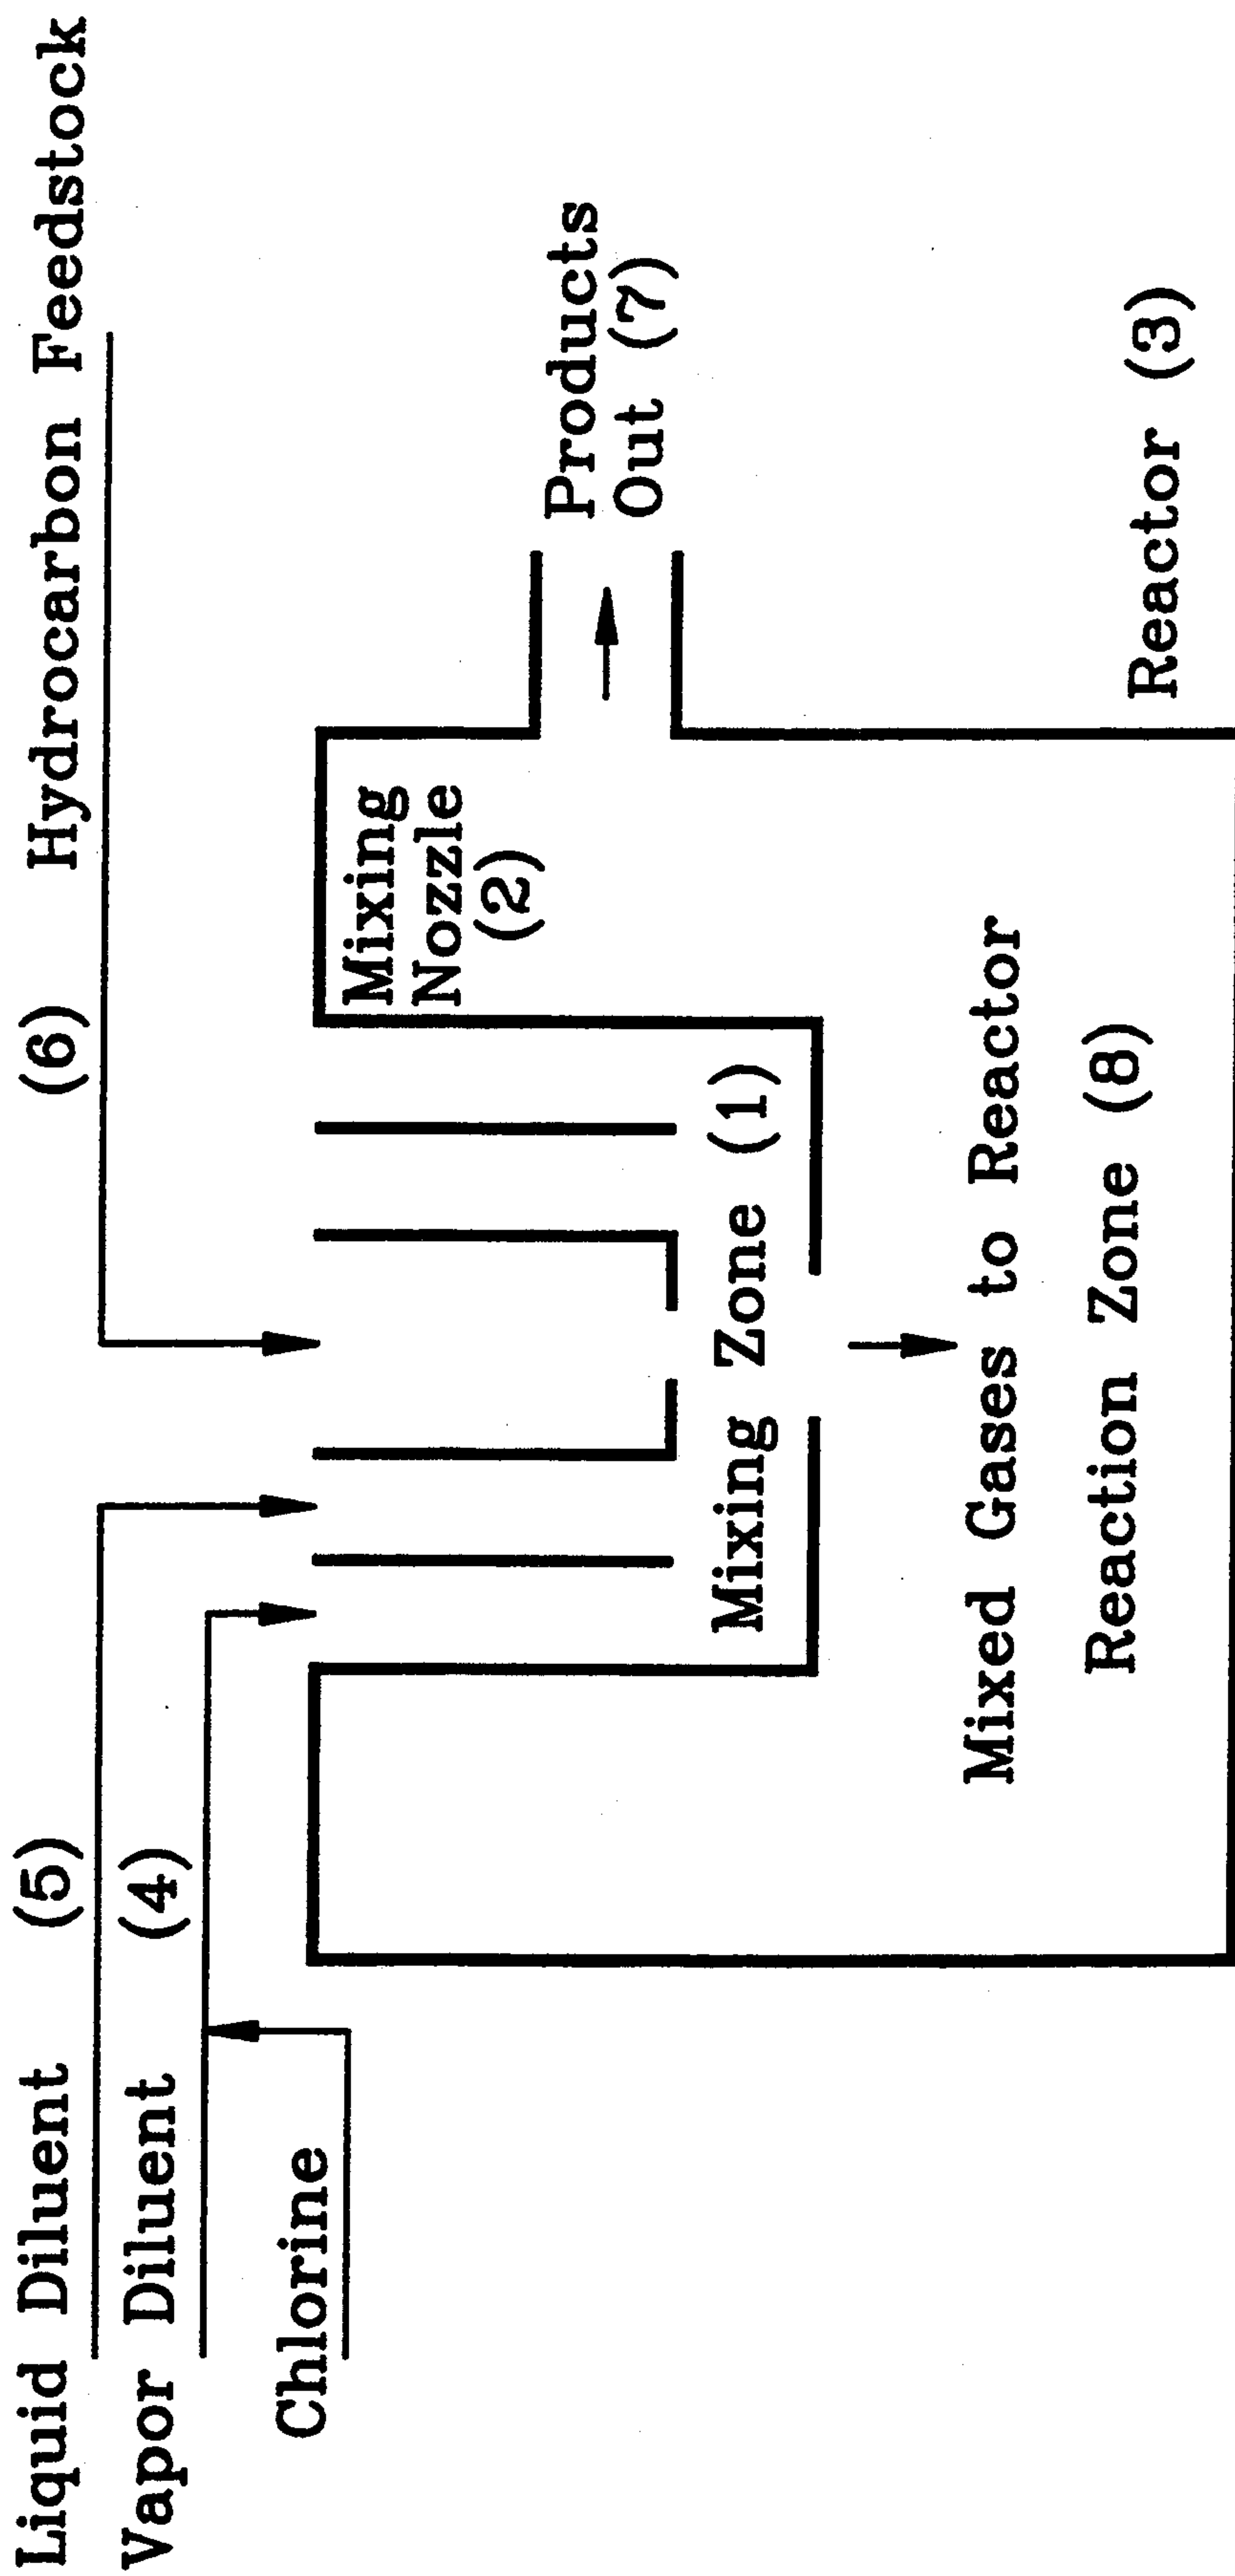 Liquid Diluent (5)
(6) Hydrocarbon Feedstock
Vapor Diluent (4)
Chlorine
Mixing
Nozzle
(2)
Products
Out (7)
Mixing Zone (1)
Mixed Gases to Reactor
Reaction Zone (8)
Reactor (3)